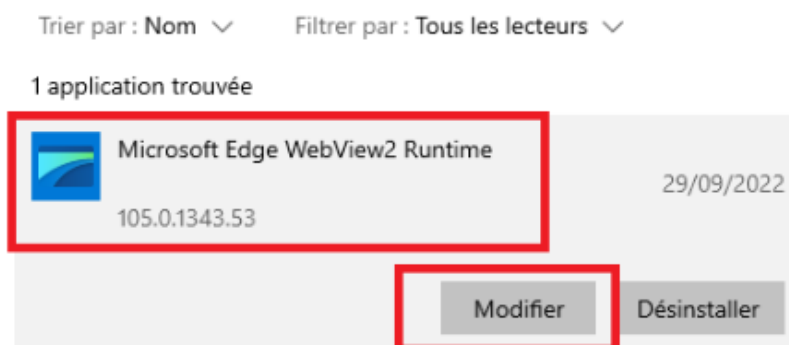 Trier par : Nom Filtrer par : Tous les lecteurs
1 application trouvée
Microsoft Edge WebView2 Runtime
29/09/2022
105.0.1343.53
Modifier Désinstaller